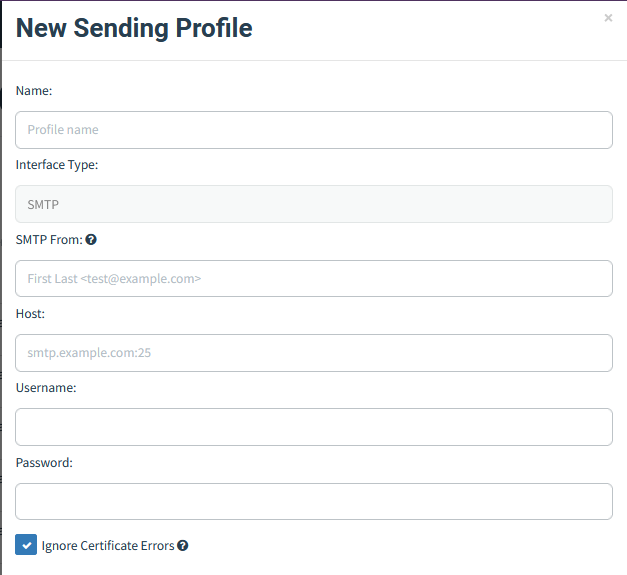 New Sending Profile
×
Name:
Profile name
Interface Type:
SMTP
SMTP From: ?
First Last <test@example.com>
Host:
smtp.example.com:25
Username:
Password:
Ignore Certificate Errors ?